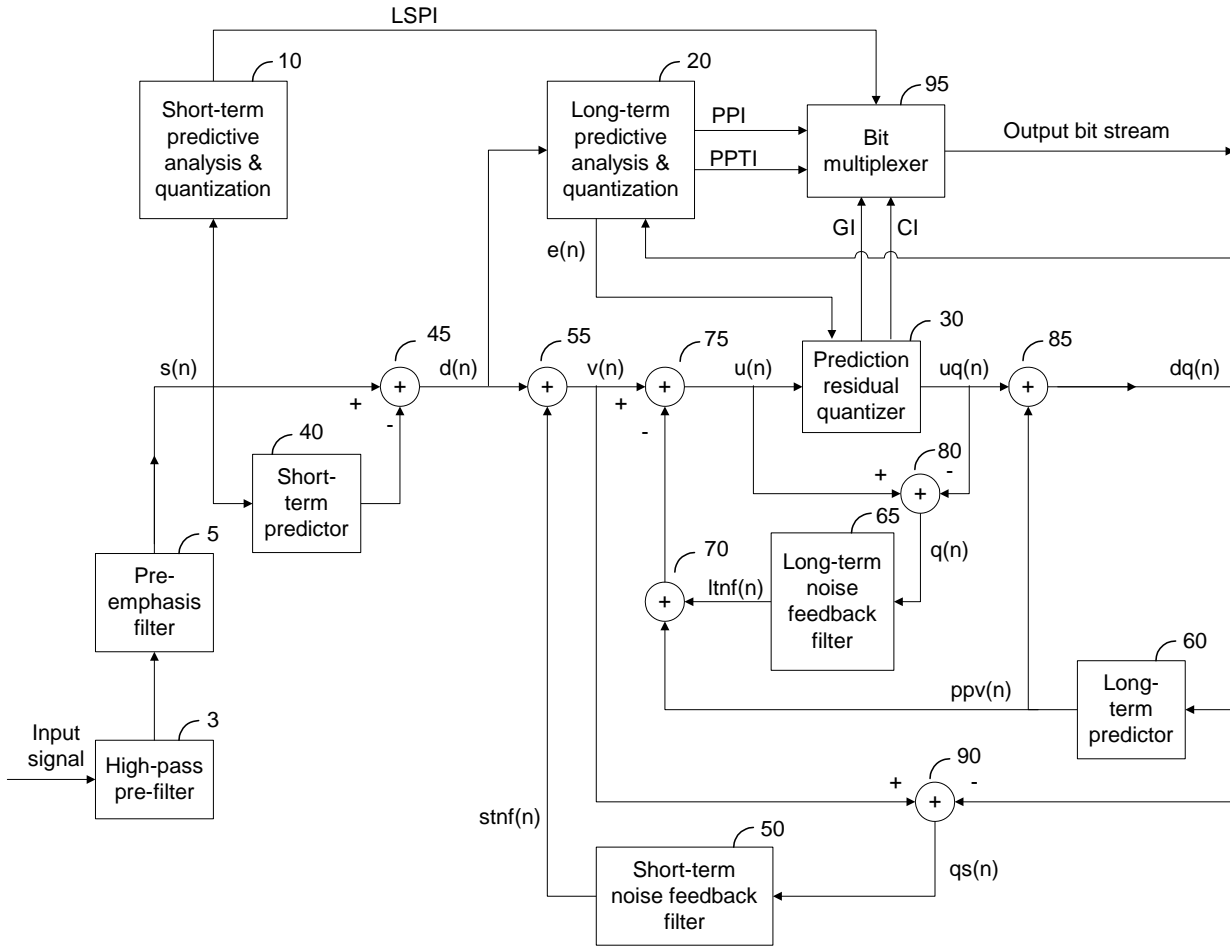 LSPI
10
Short-term
predictive
analysis &
quantization
20
Long-term
predictive
analysis &
quantization
PPI
PPTI
95
Bit
multiplexer
Output bit stream
GI
CI
e(n)
s(n)
+
-
45
+
d(n)
55
+
v(n)
+
-
75
+
u(n)
30
Prediction
residual
quantizer
uq(n)
85
+
dq(n)
40
Short-
term
predictor
80
+
-
+
q(n)
65
Long-term
noise
feedback
filter
ltnf(n)
70
+
5
Pre-
emphasis
filter
ppv(n)
60
Long-
term
predictor
Input
signal
3
High-pass
pre-filter
90
+
-
+
stnf(n)
50
Short-term
noise feedback
filter
qs(n)